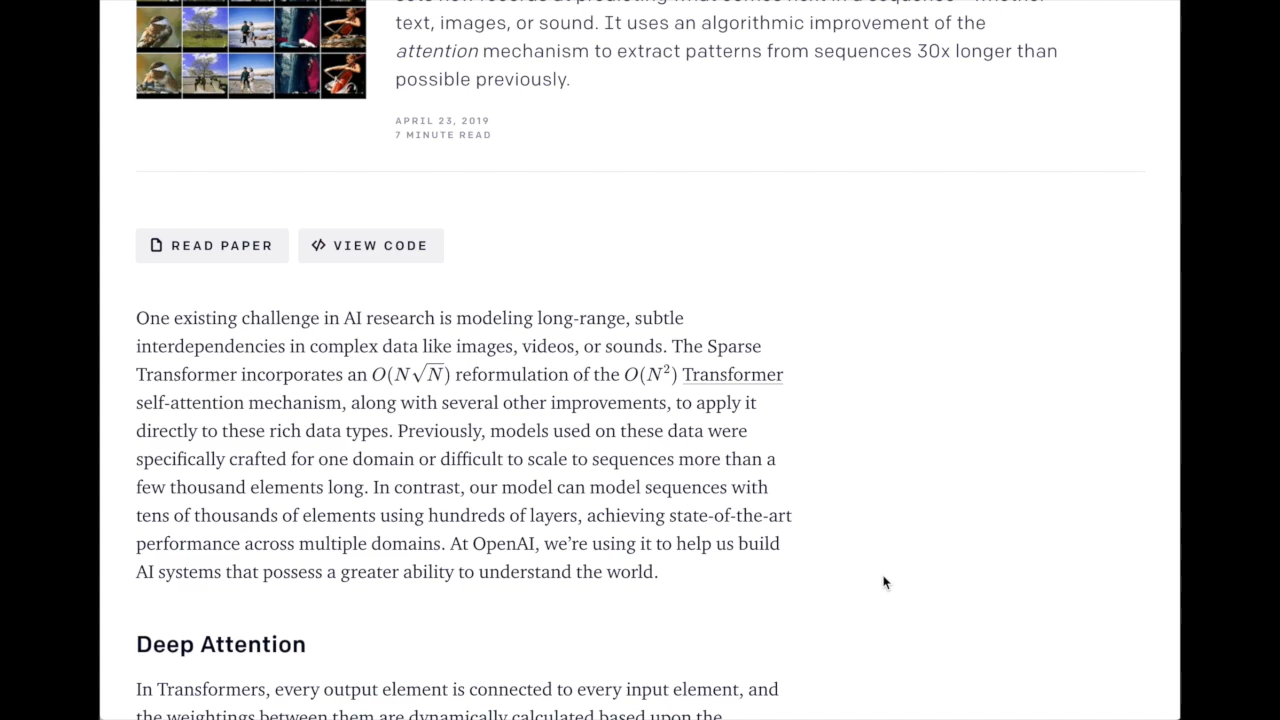 text, images, or sound. It uses an algorithmic improvement of the
attention mechanism to extract patterns from sequences 30x longer than
possible previously.
APRIL 23, 2019
7 MINUTE READ
READ PAPER
VIEW CODE
One existing challenge in AI research is modeling long-range, subtle
interdependencies in complex data like images, videos, or sounds. The Sparse
Transformer incorporates an O(N√N) reformulation of the O(N²) Transformer
self-attention mechanism, along with several other improvements, to apply it
directly to these rich data types. Previously, models used on these data were
specifically crafted for one domain or difficult to scale to sequences more than a
few thousand elements long. In contrast, our model can model sequences with
tens of thousands of elements using hundreds of layers, achieving state-of-the-art
performance across multiple domains. At OpenAI, we’re using it to help us build
AI systems that possess a greater ability to understand the world.
Deep Attention
In Transformers, every output element is connected to every input element, and
the weightings between them are dynamically calculated based upon the